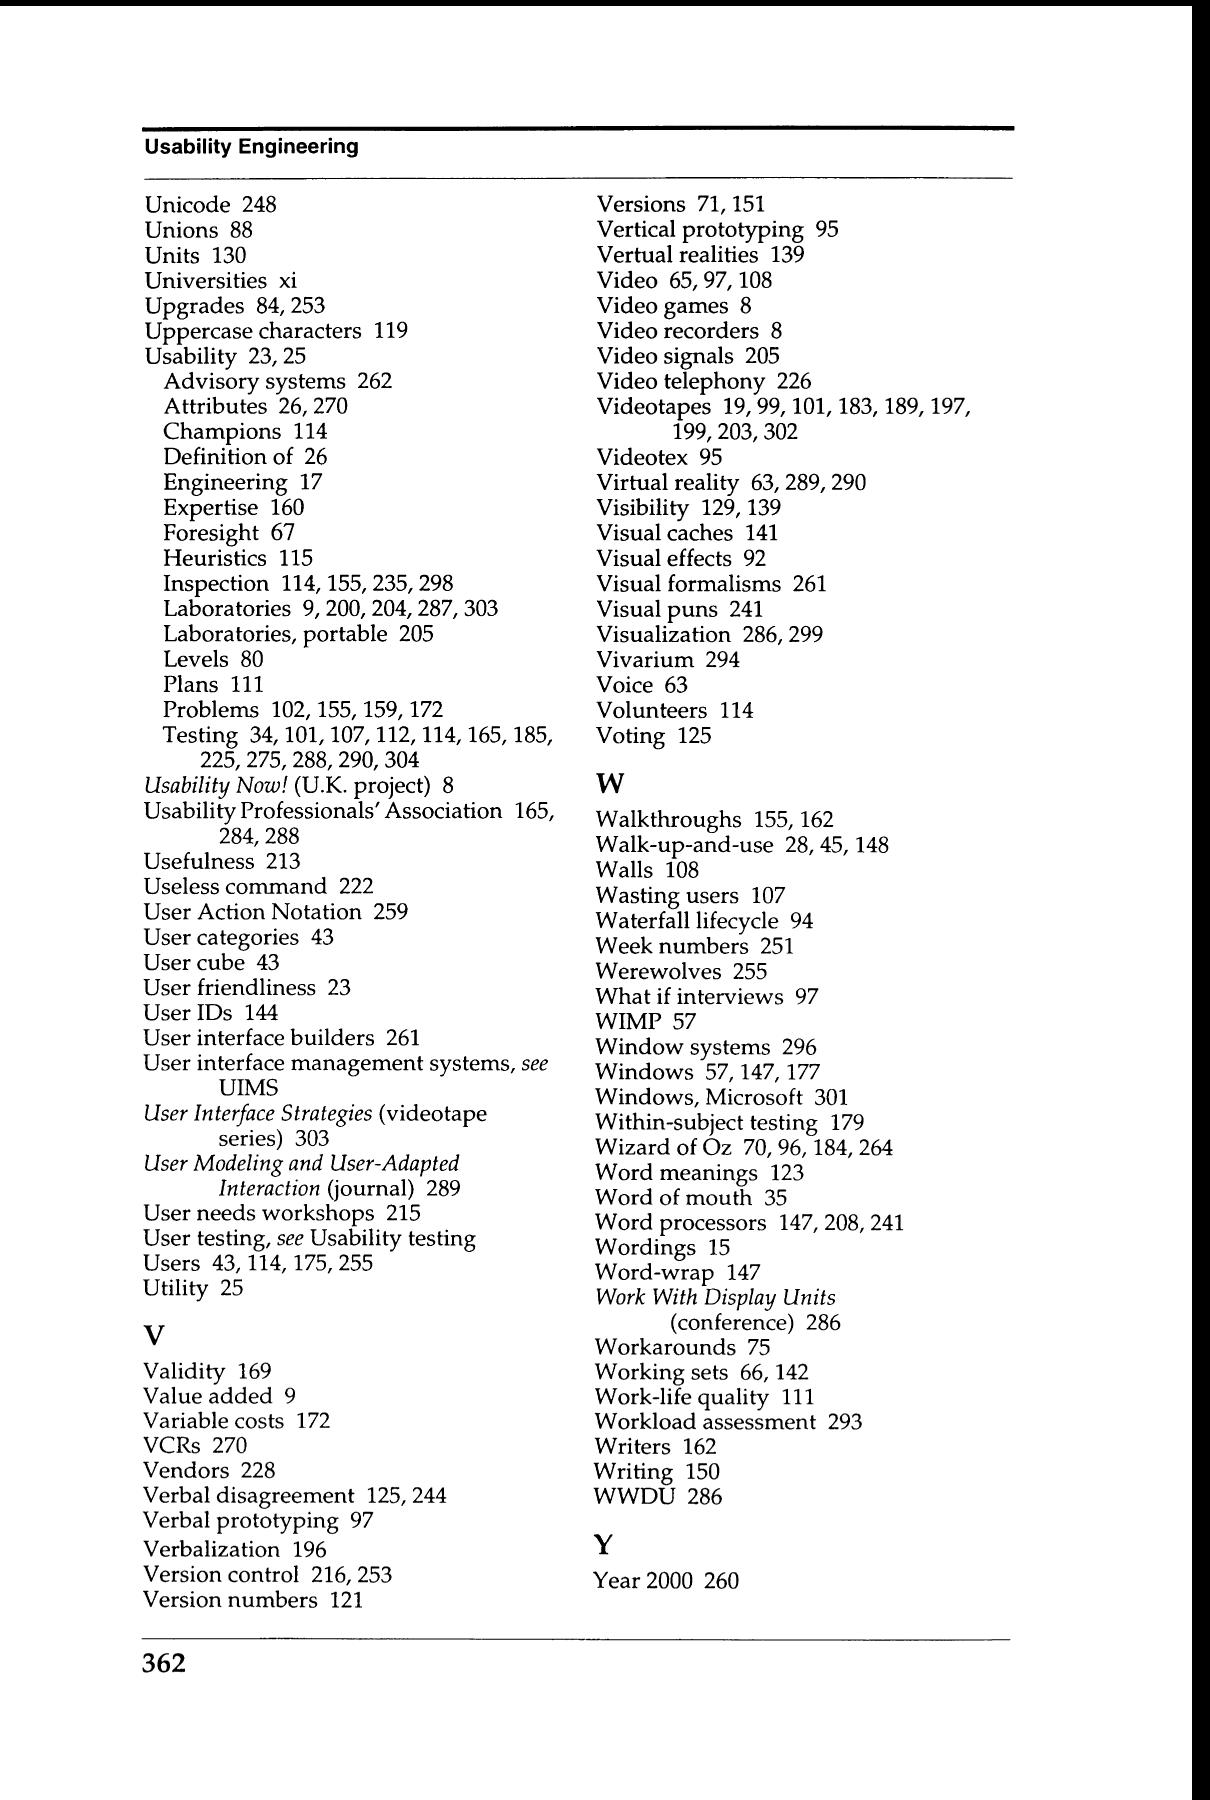 Usability Engineering
Unicode 248
Unions 88
Units 130
Universities xi
Upgrades 84, 253
Uppercase characters 119
Usability 23, 25
Advisory systems 262
Attributes 26, 270
Champions 114
Definition of 26
Engineering 17
Expertise 160
Foresight 67
Heuristics 115
Inspection 114, 155, 235, 298
Laboratories 9, 200, 204, 287, 303
Laboratories, portable 205
Levels 80
Plans 111
Problems 102, 155, 159, 172
Testing 34, 101, 107, 112, 114, 165, 185,
225, 275, 288, 290, 304
Usability Now! (U.K. project) 8
Usability Professionals' Association 165,
284, 288
Usefulness 213
Useless command 222
User Action Notation 259
User categories 43
User cube 43
User friendliness 23
User IDs 144
User interface builders 261
User interface management systems, see
UIMS
User Interface Strategies (videotape
series) 303
User Modeling and User-Adapted
Interaction (journal) 289
User needs workshops 215
User testing, see Usability testing
Users 43, 114, 175, 255
Utility 25
V
Validity 169
Value added 9
Variable costs 172
VCRs 270
Vendors 228
Verbal disagreement 125, 244
Verbal prototyping 97
Verbalization 196
Version control 216, 253
Version numbers 121
Versions 71, 151
Vertical prototyping 95
Vertual realities 139
Video 65, 97, 108
Video games 8
Video recorders 8
Video signals 205
Video telephony 226
Videotapes 19, 99, 101, 183, 189, 197,
199, 203, 302
Videotex 95
Virtual reality 63, 289, 290
Visibility 129, 139
Visual caches 141
Visual effects 92
Visual formalisms 261
Visual puns 241
Visualization 286, 299
Vivarium 294
Voice 63
Volunteers 114
Voting 125
W
Walkthroughs 155, 162
Walk-up-and-use 28, 45, 148
Walls 108
Wasting users 107
Waterfall lifecycle 94
Week numbers 251
Werewolves 255
What if interviews 97
WIMP 57
Window systems 296
Windows 57, 147, 177
Windows, Microsoft 301
Within-subject testing 179
Wizard of Oz 70, 96, 184, 264
Word meanings 123
Word of mouth 35
Word processors 147, 208, 241
Wordings 15
Word-wrap 147
Work With Display Units
(conference) 286
Workarounds 75
Working sets 66, 142
Work-life quality 111
Workload assessment 293
Writers 162
Writing 150
WWDU 286
Y
Year 2000 260
362